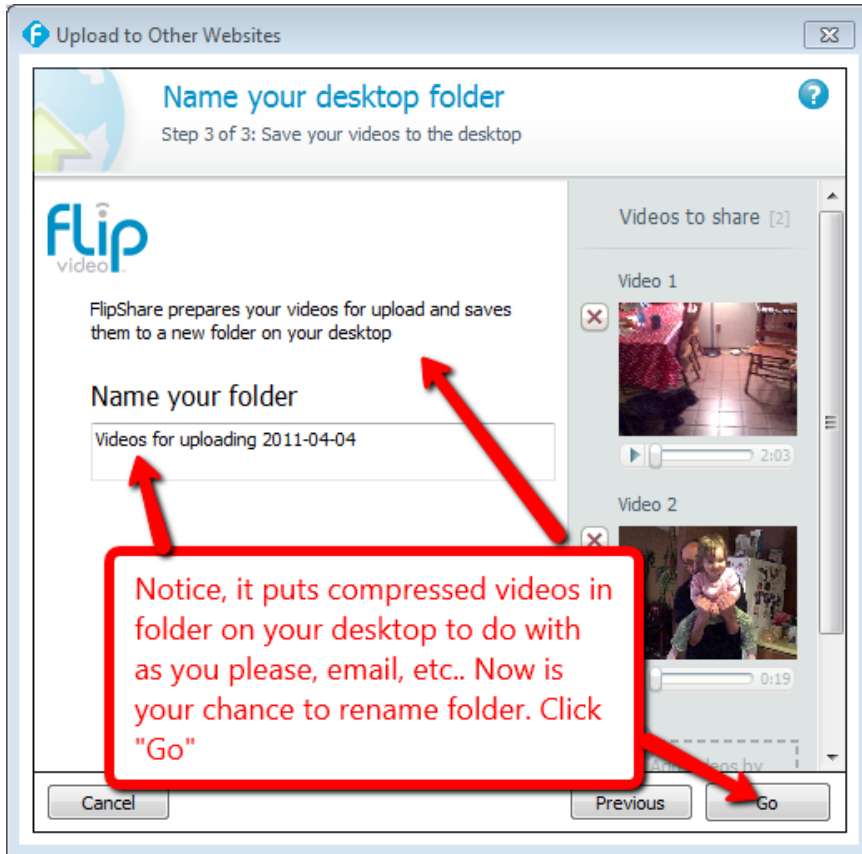 Upload to Other Websites
Name your desktop folder
?
Step 3 of 3: Save your videos to the desktop
flip
video
Videos to share [2]
FlipShare prepares your videos for upload and saves
them to a new folder on your desktop
Video 1
Name your folder
Videos for uploading 2011-04-04
2:03
Video 2
Notice, it puts compressed videos in
folder on your desktop to do with
as you please, email, etc.. Now is
your chance to rename folder. Click
"Go"
0:19
Add videos by
Cancel
Previous
Go